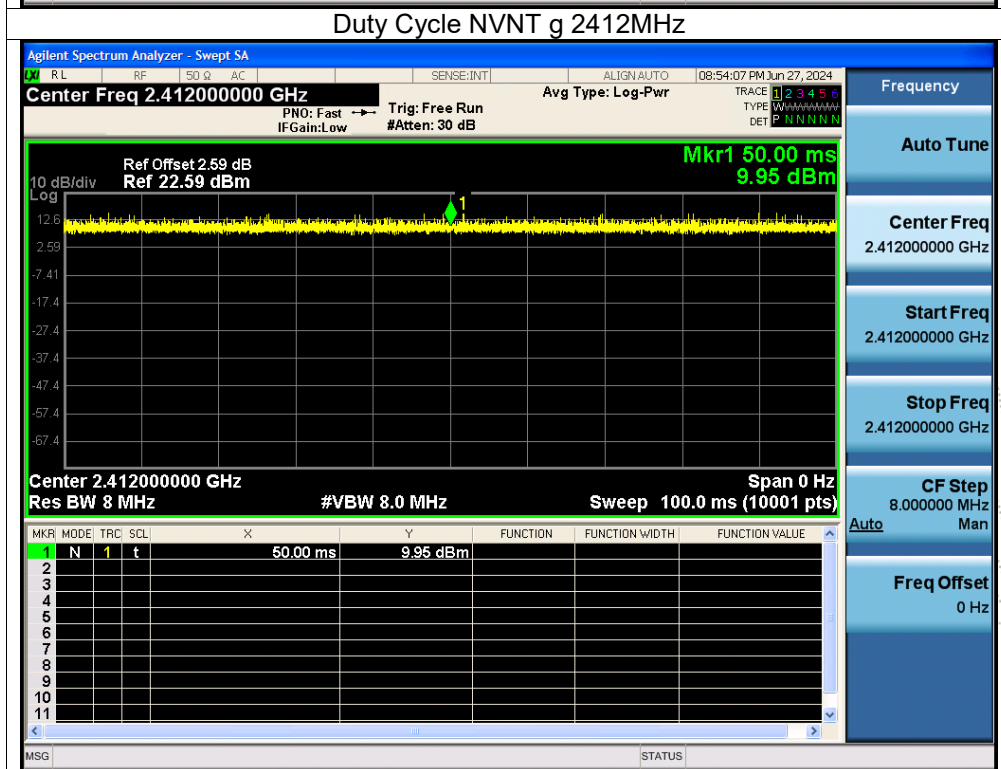 Duty Cycle NVNT g 2412MHz
Agilent Spectrum Analyzer - Swept SA
LXI RL RF 50 Ω AC SENSE:INT ALIGN AUTO 08:54:07 PM Jun 27, 2024
Center Freq 2.412000000 GHz Avg Type: Log-Pwr TRACE 1 2 3 4 5 6
PNO: Fast Trig: Free Run TYPE WWWWWW
IFGain:Low #Atten: 30 dB DET P N N N N N
Mkr1 50.00 ms
9.95 dBm
Ref Offset 2.59 dB
10 dB/div Ref 22.59 dBm
Log
1
12.6
2.59
-7.41
-17.4
-27.4
-37.4
-47.4
-57.4
-67.4
Center 2.412000000 GHz Span 0 Hz
Res BW 8 MHz #VBW 8.0 MHz Sweep 100.0 ms (10001 pts)
MKR MODE TRC SCL X Y FUNCTION FUNCTION WIDTH FUNCTION VALUE
1 N 1 t 50.00 ms 9.95 dBm
2
3
4
5
6
7
8
9
10
11
MSG STATUS
Frequency
Auto Tune
Center Freq
2.412000000 GHz
Start Freq
2.412000000 GHz
Stop Freq
2.412000000 GHz
CF Step
8.000000 MHz
Auto Man
Freq Offset
0 Hz